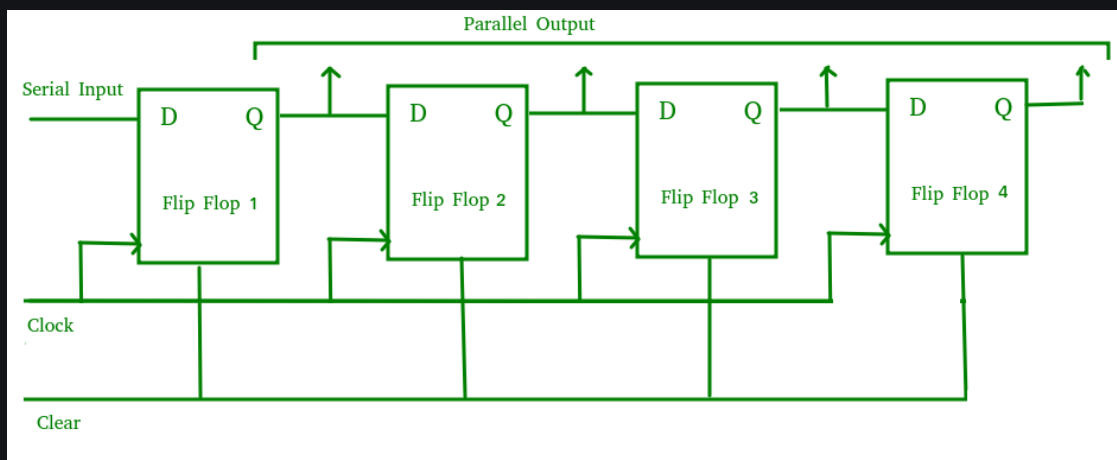 Parallel Output
Serial Input
D Q D Q D Q D Q
Flip Flop 1 Flip Flop 2 Flip Flop 3 Flip Flop 4
Clock
Clear